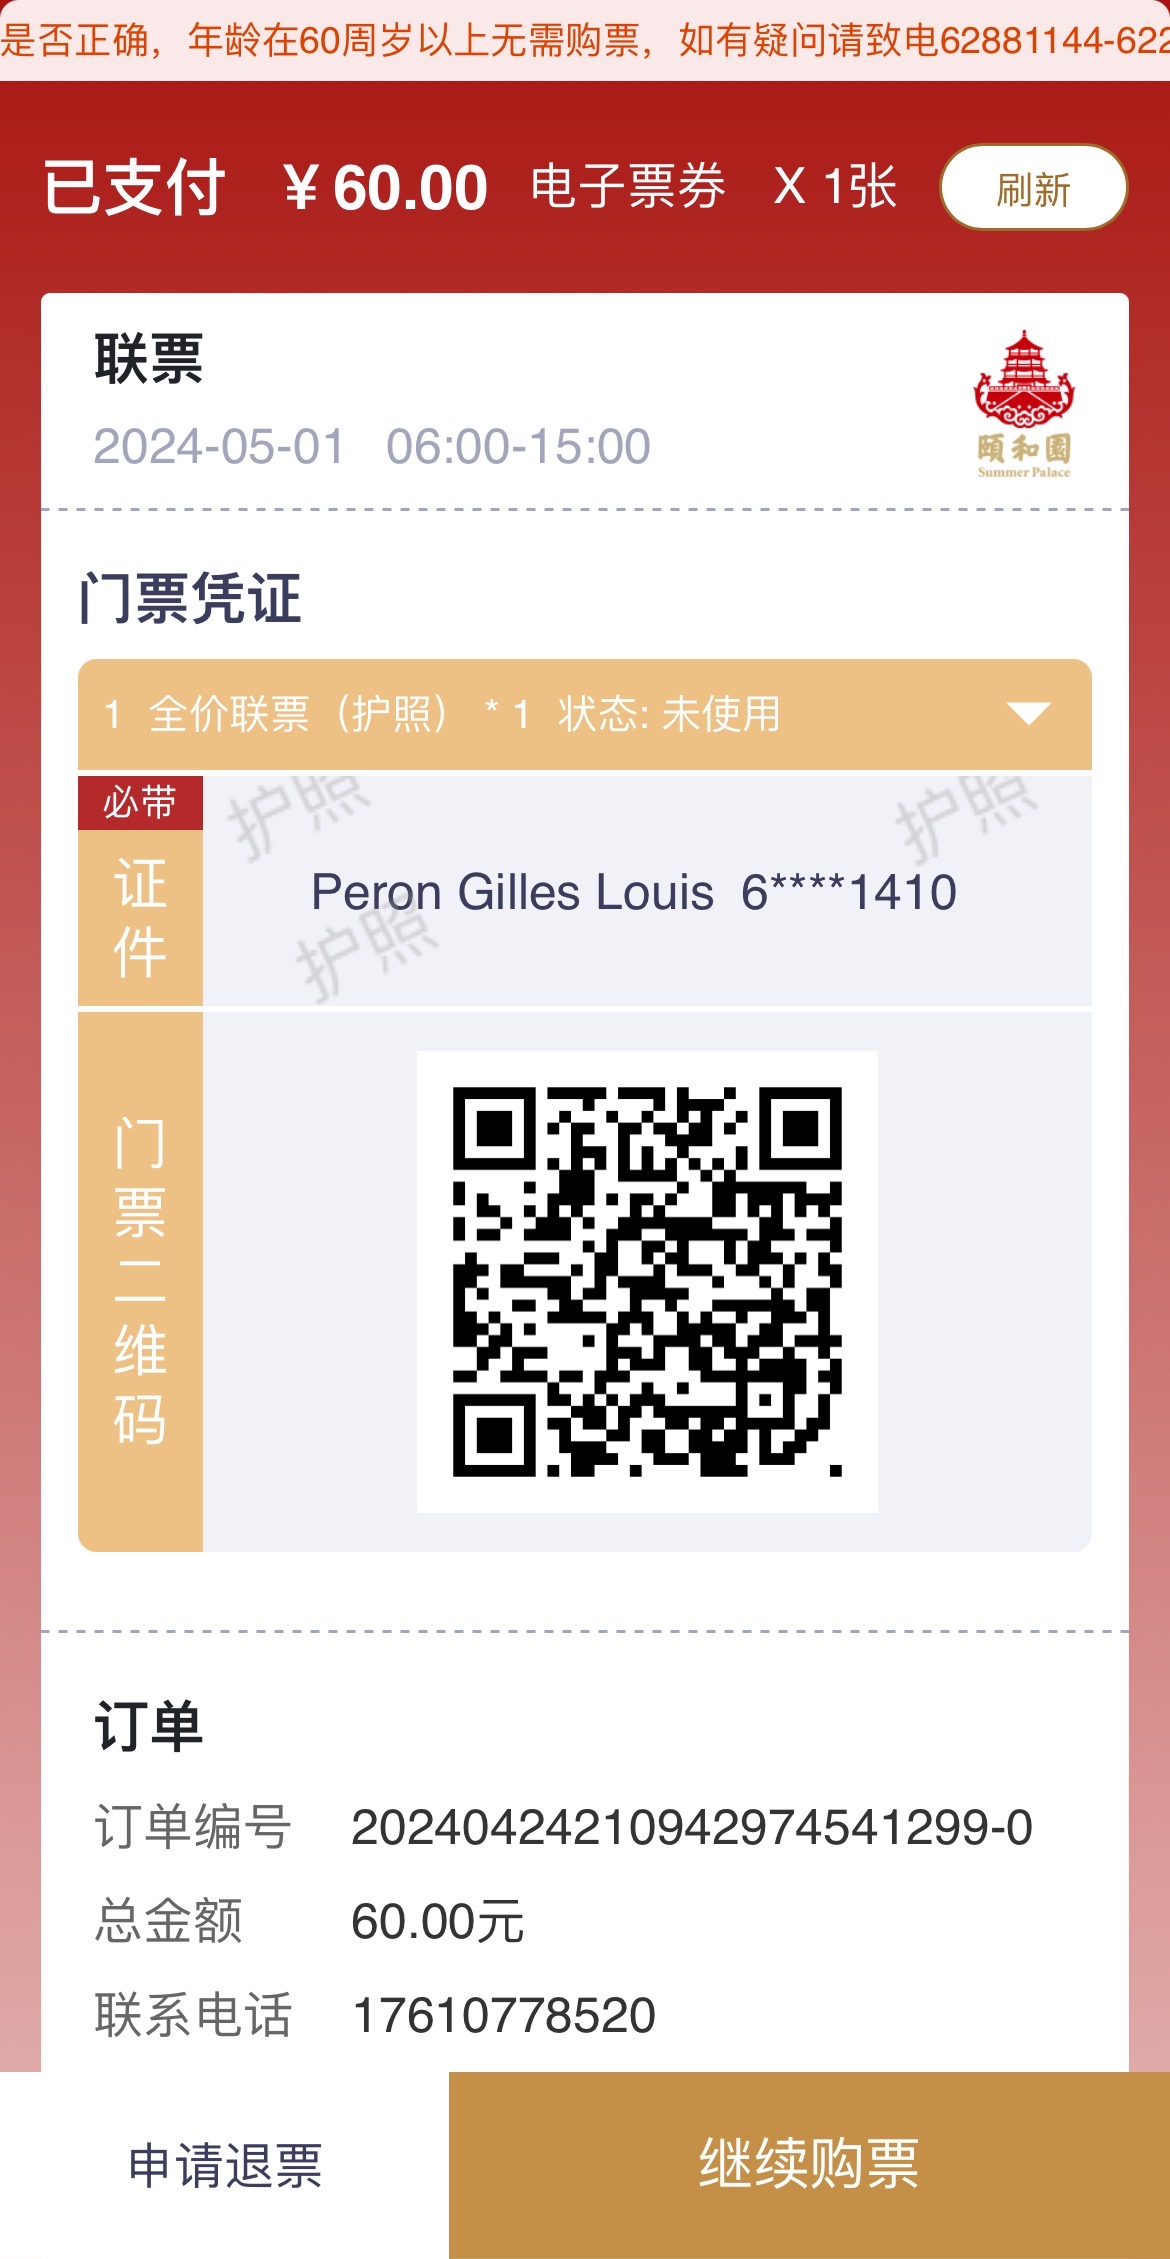 是否正确，年龄在60周岁以上无需购票，如有疑问请致电62881144-622
已支付 ¥ 60.00 电子票券 X 1张 刷新
联票
2024-05-01 06:00-15:00
頤和園
Summer Palace
门票凭证
1 全价联票（护照） * 1 状态: 未使用
必带
证件
护照
护照
Peron Gilles Louis 6****1410
护照
门票二维码
订单
订单编号 20240424210942974541299-0
总金额 60.00元
联系电话 17610778520
申请退票 继续购票